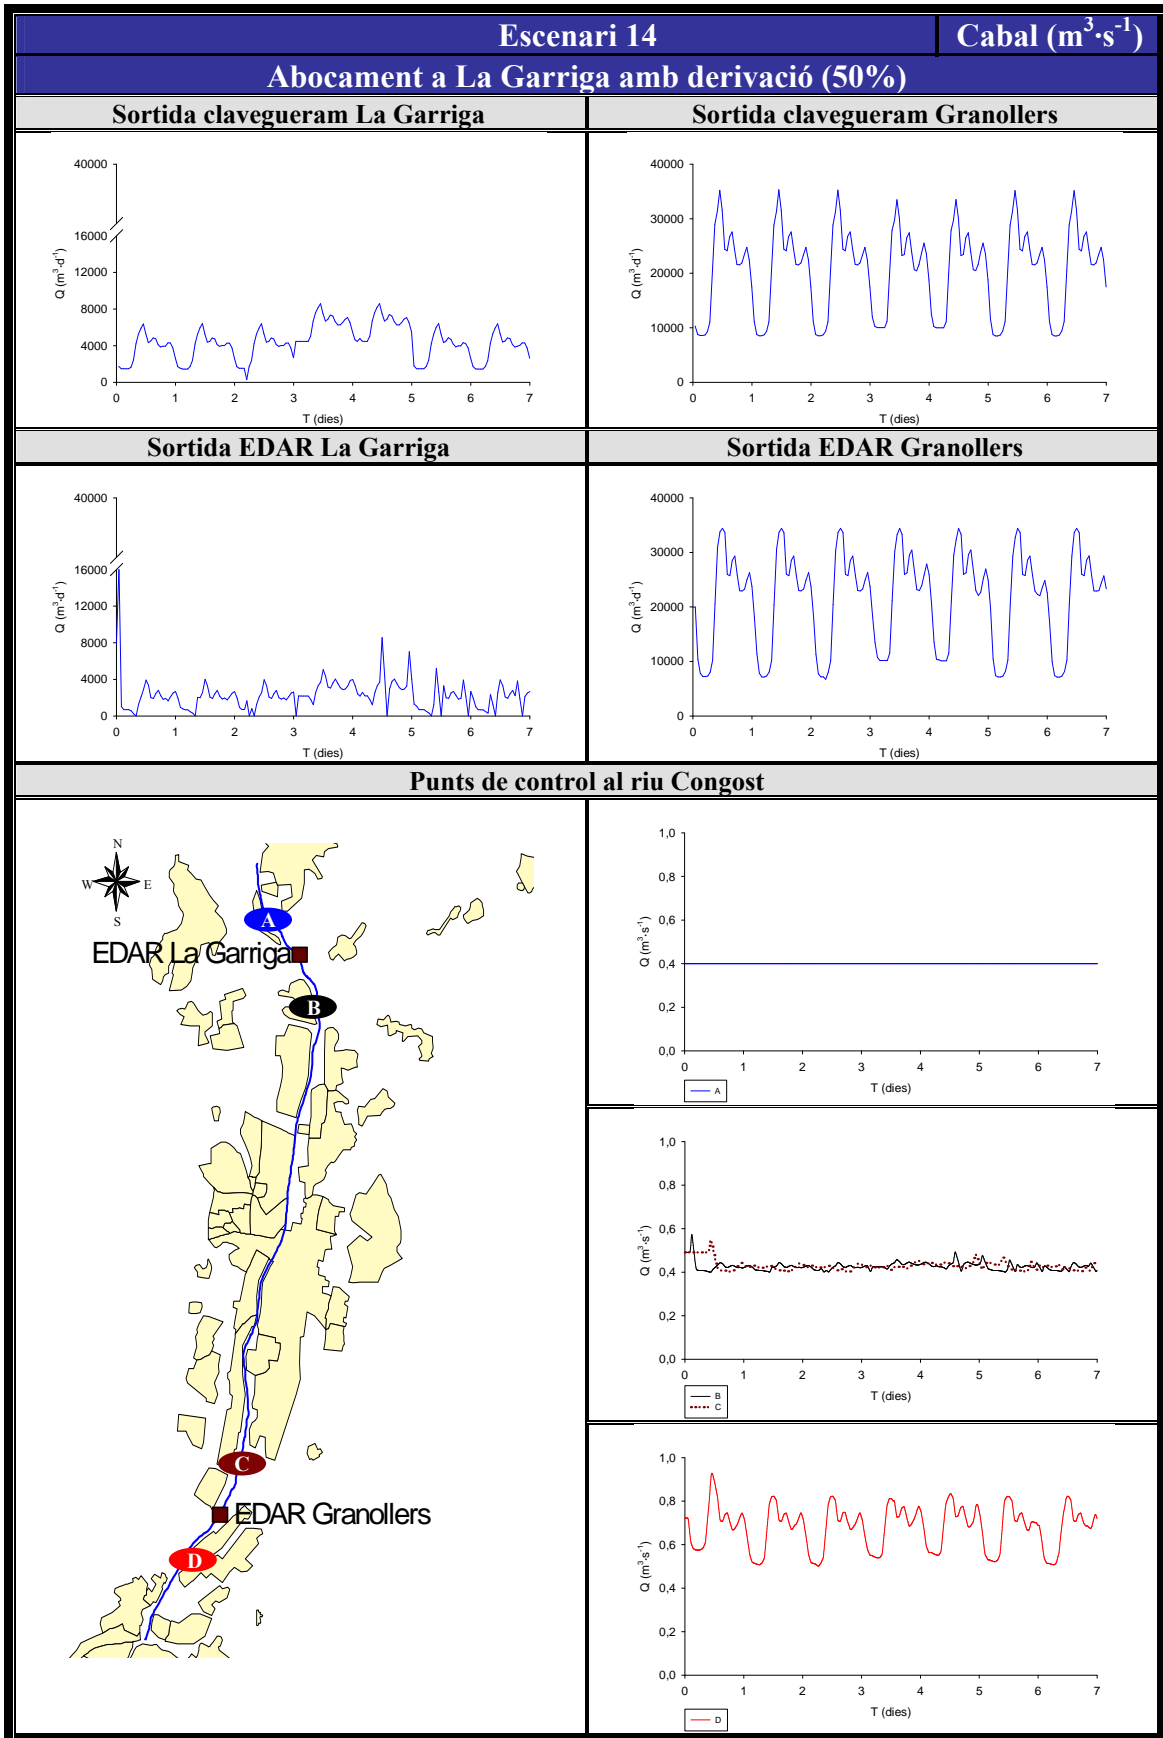 Escenari 14
Cabal (m³·s⁻¹)
Abocament a La Garriga amb derivació (50%)
Sortida clavegueram La Garriga
Sortida clavegueram Granollers
40000
16000
12000
8000
4000
0
Q (m³·d⁻¹)
0 1 2 3 4 5 6 7
T (dies)
40000
30000
20000
10000
0
Q (m³·d⁻¹)
0 1 2 3 4 5 6 7
T (dies)
Sortida EDAR La Garriga
Sortida EDAR Granollers
40000
16000
12000
8000
4000
0
Q (m³·d⁻¹)
0 1 2 3 4 5 6 7
T (dies)
40000
30000
20000
10000
0
Q (m³·d⁻¹)
0 1 2 3 4 5 6 7
T (dies)
Punts de control al riu Congost
N
W E
S
A
EDAR La Garriga
B
C
EDAR Granollers
D
1,0
0,8
0,6
0,4
0,2
0,0
Q (m³·s⁻¹)
0 1 2 3 4 5 6 7
T (dies)
A
1,0
0,8
0,6
0,4
0,2
0,0
Q (m³·s⁻¹)
0 1 2 3 4 5 6 7
T (dies)
B
C
1,0
0,8
0,6
0,4
0,2
0,0
Q (m³·s⁻¹)
0 1 2 3 4 5 6 7
T (dies)
D